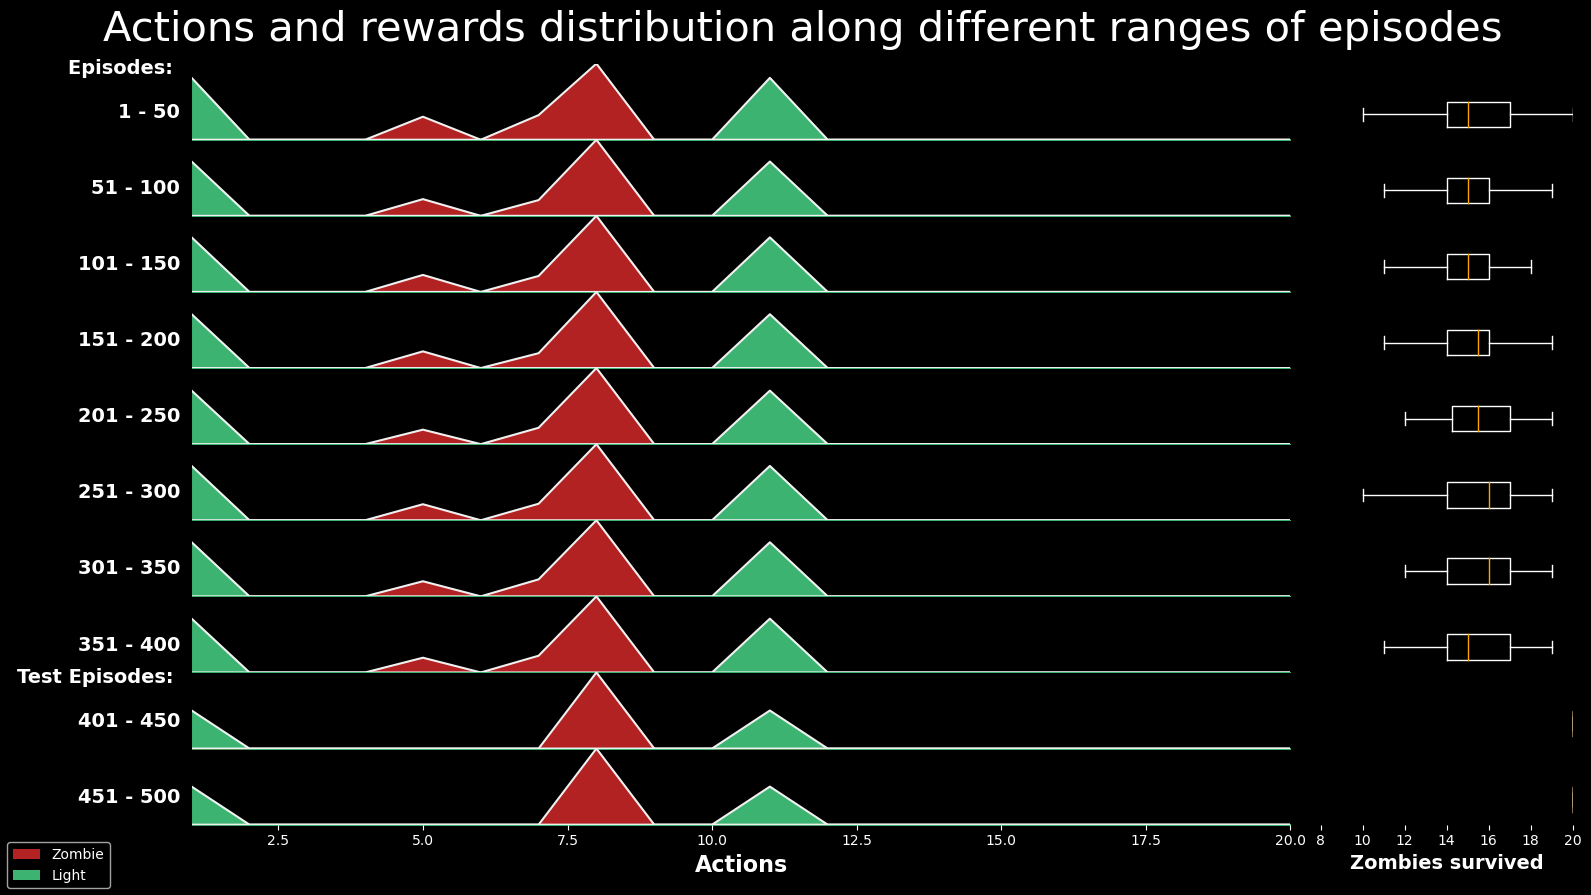 Actions and rewards distribution along different ranges of episodes
Episodes:
1 - 50
51 - 100
101 - 150
151 - 200
201 - 250
251 - 300
301 - 350
351 - 400
Test Episodes:
401 - 450
451 - 500
2.5 5.0 7.5 10.0 12.5 15.0 17.5 20.0
8 10 12 14 16 18 20
Actions
Zombies survived
Zombie
Light